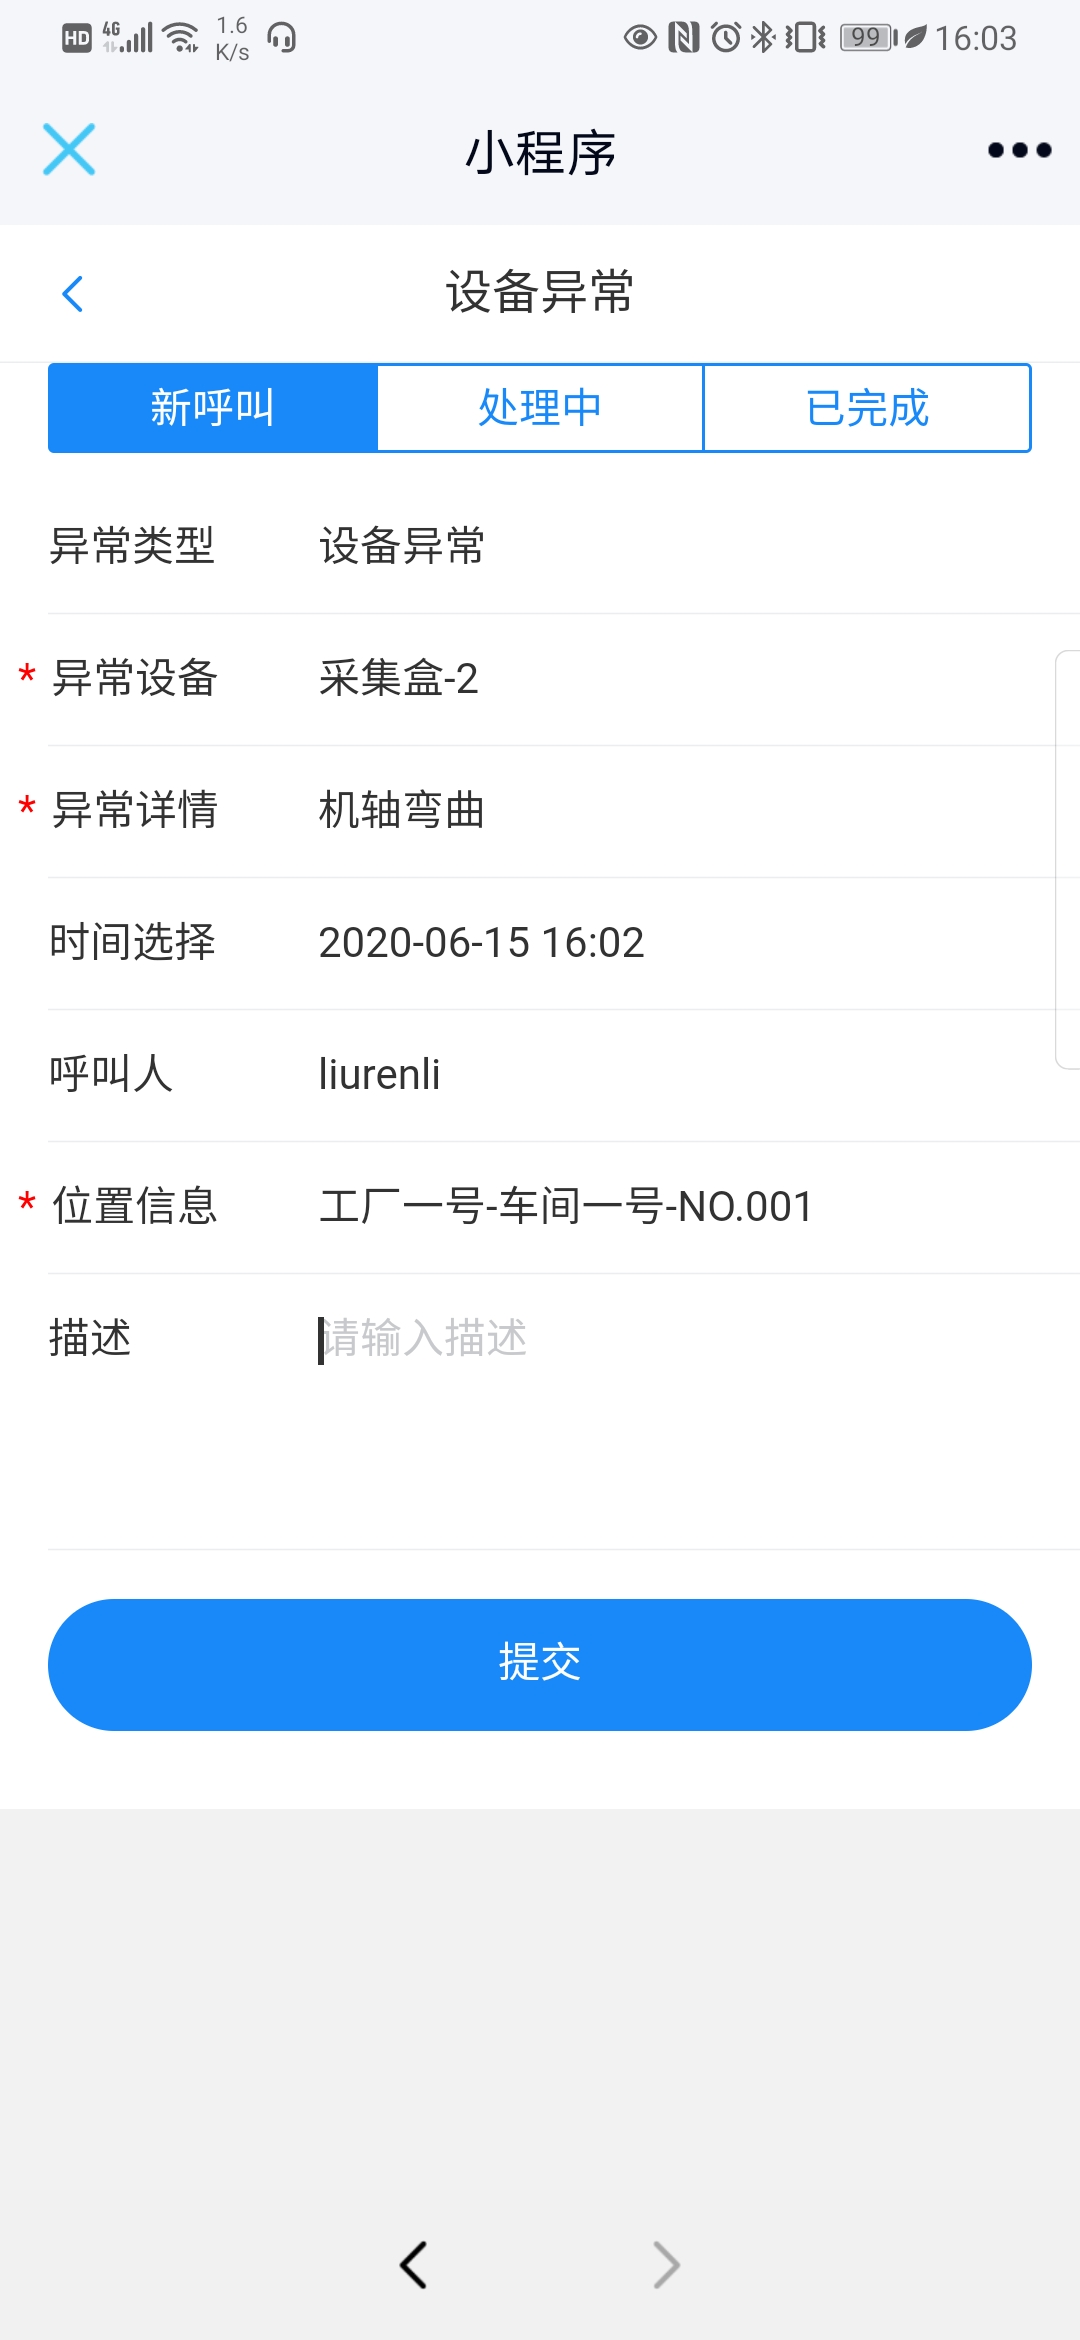 HD 4G 1.6 K/s 99 16:03
小程序
设备异常
新呼叫 处理中 已完成
异常类型 设备异常
* 异常设备 采集盒-2
* 异常详情 机轴弯曲
时间选择 2020-06-15 16:02
呼叫人 liurenli
* 位置信息 工厂一号-车间一号-NO.001
描述 请输入描述
提交